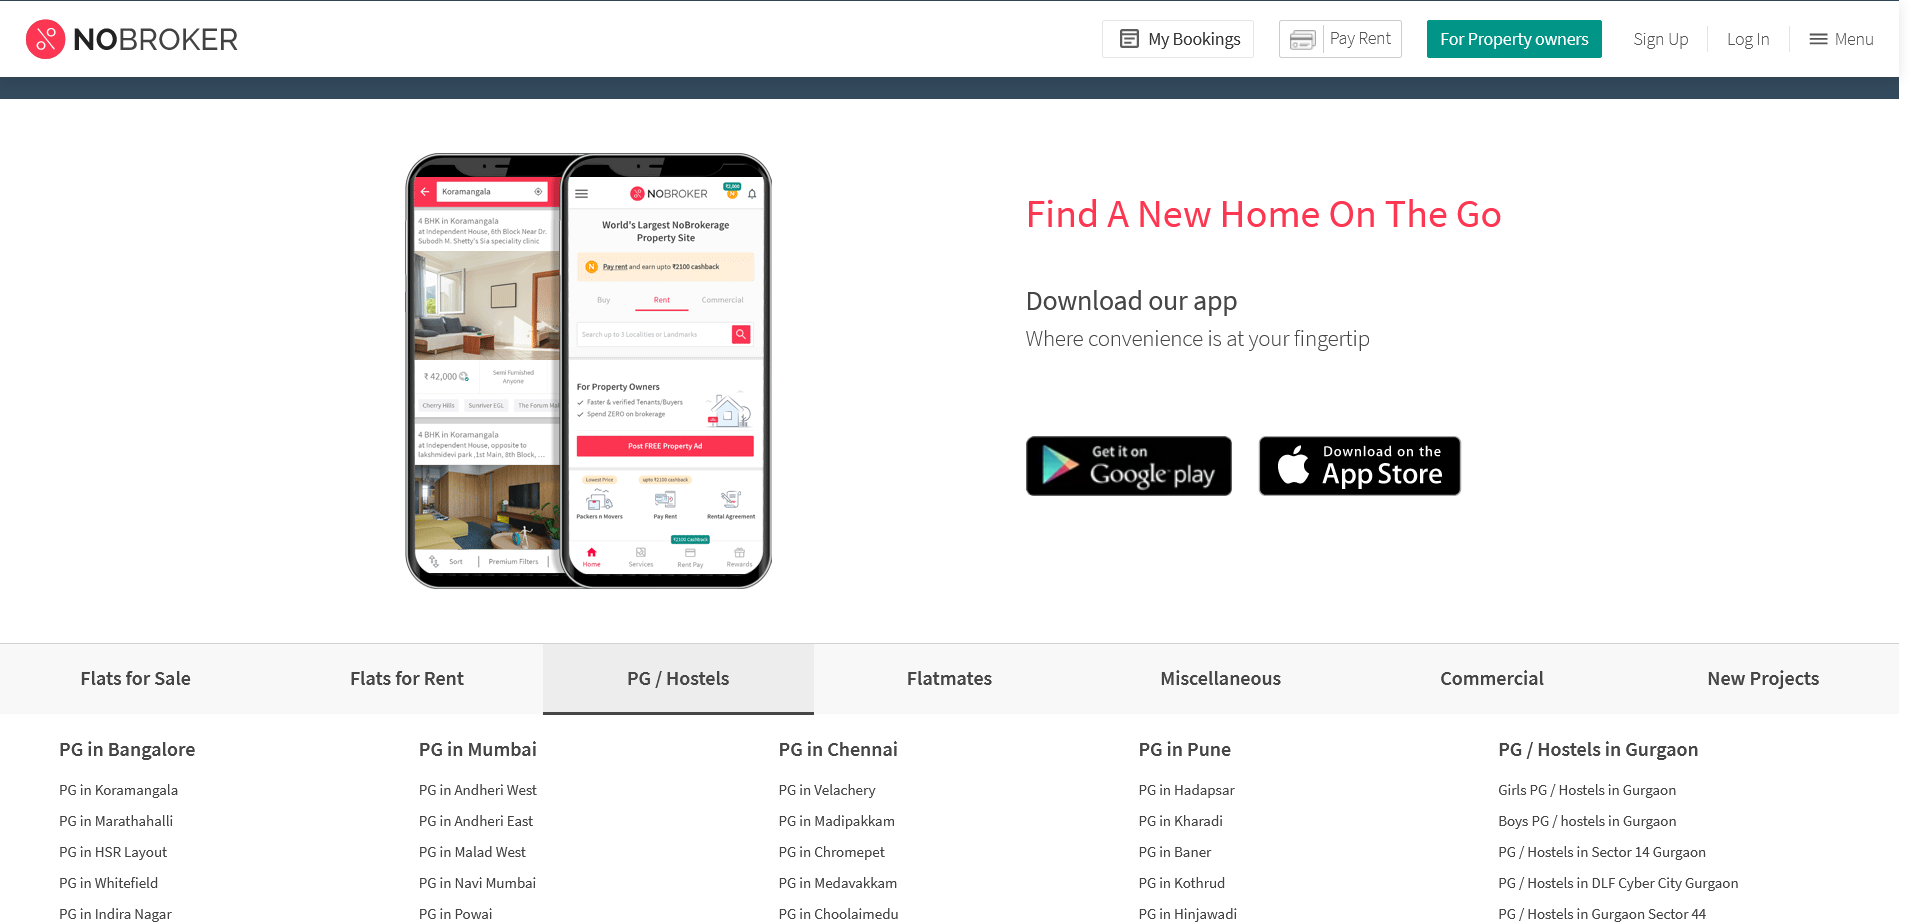 NOBROKER
My Bookings
Pay Rent
For Property owners
Sign Up
Log In
Menu
Koramangala
4 BHK in Koramangala
at Independent House, 6th Block Near Dr.
Subodh M. Shetty's Sia speciality clinic
₹ 42,000
Semi Furnished
Anyone
Cherry Hills
Sunriver EGL
The Forum Mal
4 BHK in Koramangala
at Independent House, opposite to
lakshmidevi park ,1st Main, 8th Block, ...
Sort
Premium Filters
NOBROKER
₹2,000
N
World's Largest NoBrokerage
Property Site
N
Pay rent and earn upto ₹2100 cashback
Buy
Rent
Commercial
Search up to 3 Localities or Landmarks
For Property Owners
Faster & verified Tenants/Buyers
Spend ZERO on brokerage
Post FREE Property Ad
Lowest Price
upto ₹2100 cashback
Packers n Movers
Pay Rent
Rental Agreement
₹2100 Cashback
Home
Services
Rent Pay
Rewards
Find A New Home On The Go
Download our app
Where convenience is at your fingertip
Get it on
Google play
Download on the
App Store
Flats for Sale
Flats for Rent
PG / Hostels
Flatmates
Miscellaneous
Commercial
New Projects
PG in Bangalore
PG in Koramangala
PG in Marathahalli
PG in HSR Layout
PG in Whitefield
PG in Indira Nagar
PG in Mumbai
PG in Andheri West
PG in Andheri East
PG in Malad West
PG in Navi Mumbai
PG in Powai
PG in Chennai
PG in Velachery
PG in Madipakkam
PG in Chromepet
PG in Medavakkam
PG in Choolaimedu
PG in Pune
PG in Hadapsar
PG in Kharadi
PG in Baner
PG in Kothrud
PG in Hinjawadi
PG / Hostels in Gurgaon
Girls PG / Hostels in Gurgaon
Boys PG / hostels in Gurgaon
PG / Hostels in Sector 14 Gurgaon
PG / Hostels in DLF Cyber City Gurgaon
PG / Hostels in Gurgaon Sector 44